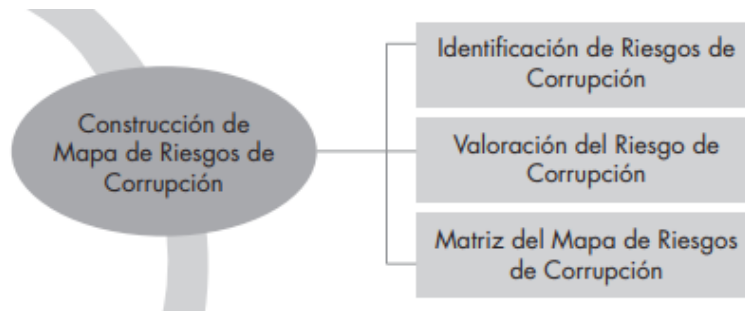 Construcción de
Mapa de Riesgos de
Corrupción
Identificación de Riesgos de
Corrupción
Valoración del Riesgo de
Corrupción
Matriz del Mapa de Riesgos
de Corrupción